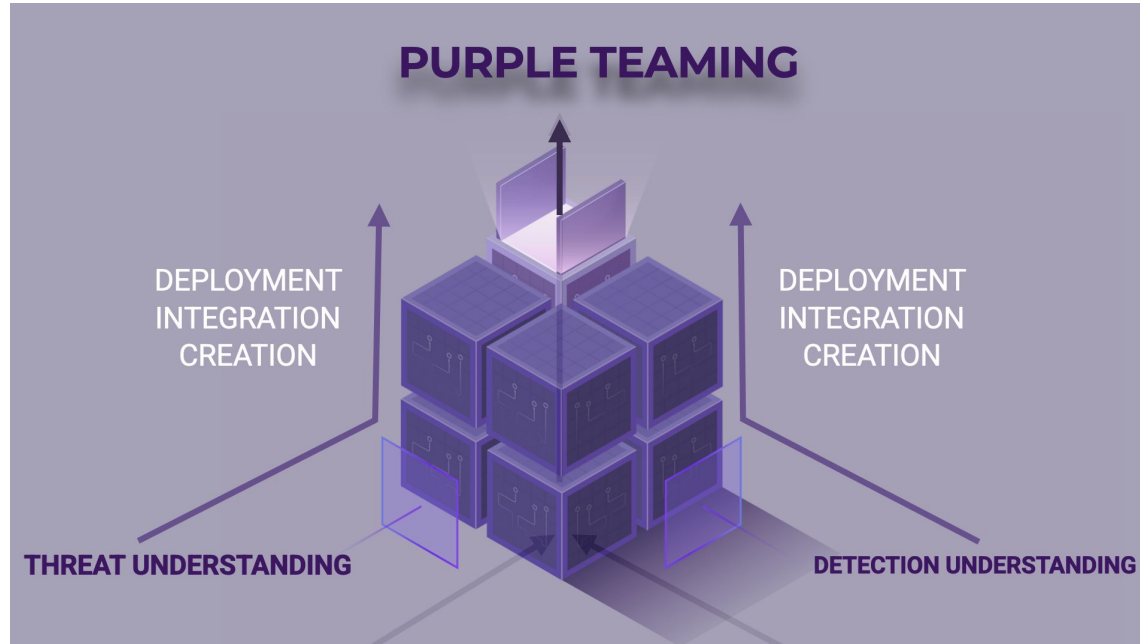 PURPLE TEAMING
DEPLOYMENT
INTEGRATION
CREATION
DEPLOYMENT
INTEGRATION
CREATION
THREAT UNDERSTANDING
DETECTION UNDERSTANDING